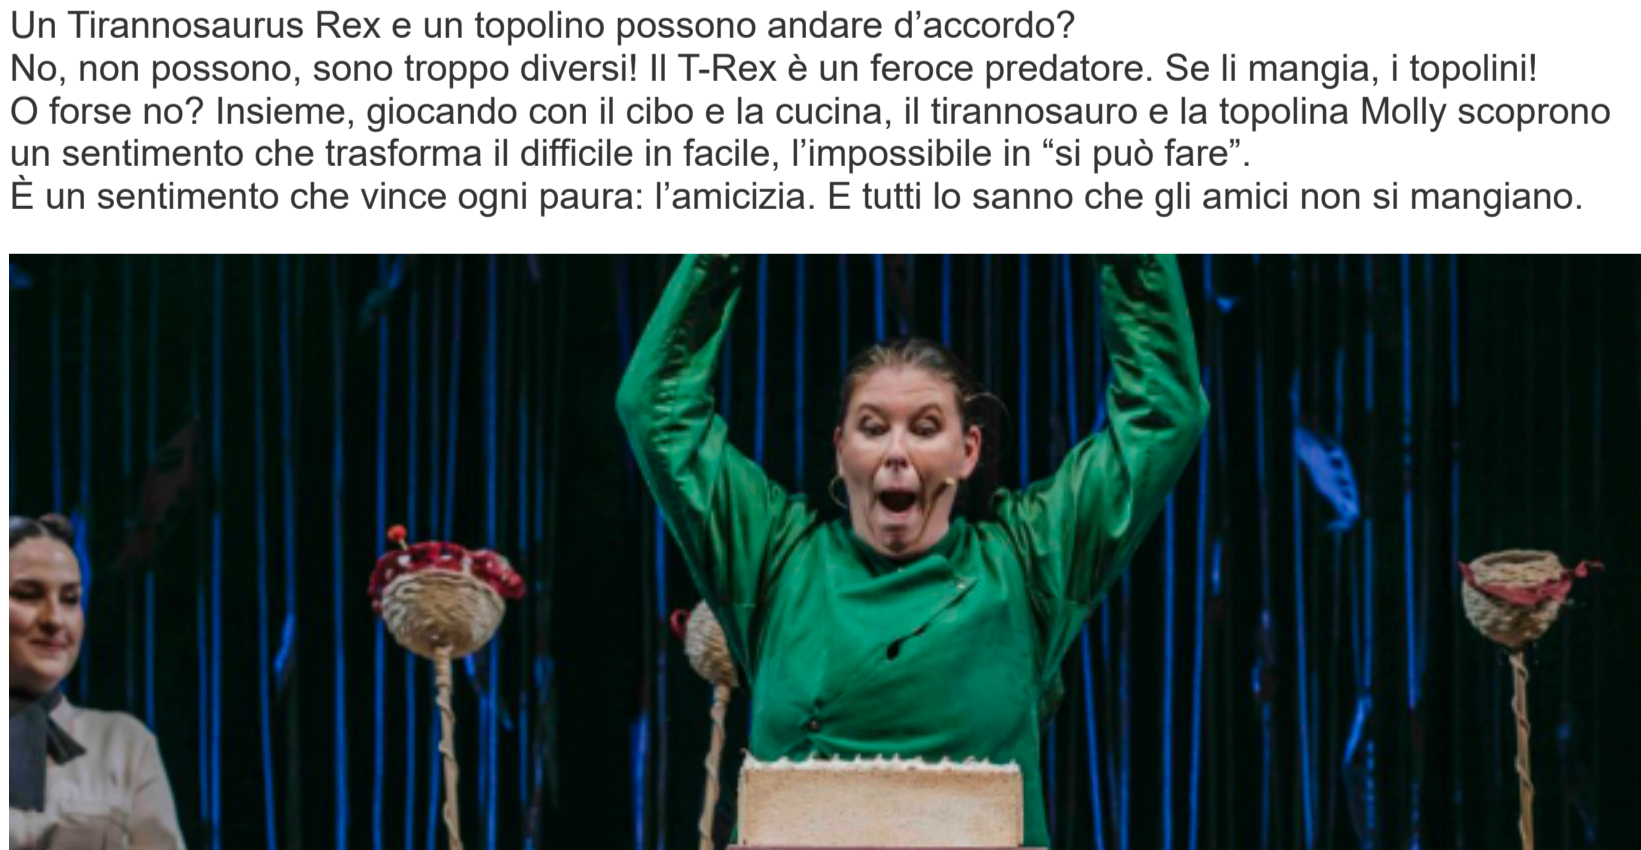 Un Tirannosaurus Rex e un topolino possono andare d’accordo?
No, non possono, sono troppo diversi! Il T-Rex è un feroce predatore. Se li mangia, i topolini!
O forse no? Insieme, giocando con il cibo e la cucina, il tirannosauro e la topolina Molly scoprono
un sentimento che trasforma il difficile in facile, l’impossibile in “si può fare”.
È un sentimento che vince ogni paura: l’amicizia. E tutti lo sanno che gli amici non si mangiano.